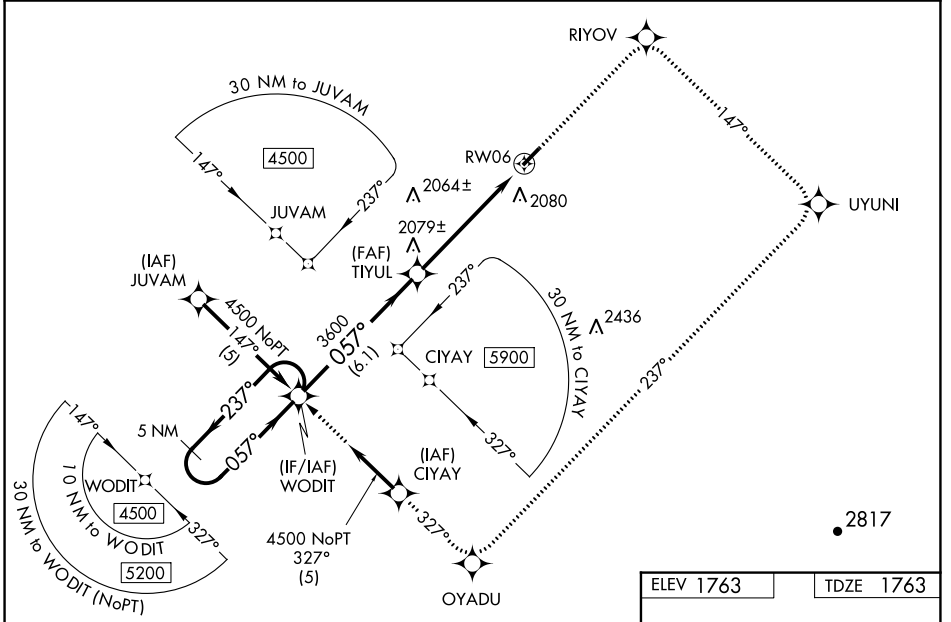 RIYOV
30 NM to JUVAM
147°
4500
RW06
147°
2064±
2080
237°
UYUNI
JUVAM
2079±
(FAF)
TIYUL
(IAF)
JUVAM
237°
4500 NoPT
147°
(5)
3600
057°
(6.1)
30 NM to CIYAY
2436
CIYAY
5900
237°
237°
5 NM
057°
147°
327°
(IF/IAF)
WODIT
(IAF)
CIYAY
WODIT
4500
10 NM to WODIT
327°
5200
30 NM to WODIT (NoPT)
4500 NoPT
327°
(5)
327°
2817
OYADU
ELEV 1763
TDZE 1763